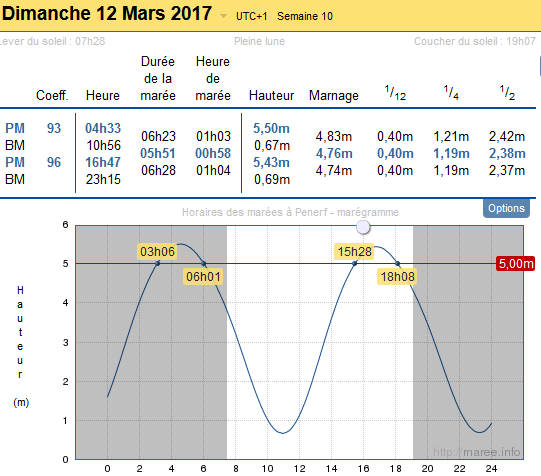 Dimanche 12 Mars 2017 UTC+1 Semaine 10
Lever du soleil : 07h28 Pleine lune Coucher du soleil : 19h07
Durée Heure
de la de
Coeff. Heure marée marée Hauteur Marnage 1/12 1/4 1/2
PM 93 04h33 5,50m
06h23 01h03 4,83m 0,40m 1,21m 2,42m
BM 10h56 0,67m
05h51 00h58 4,76m 0,40m 1,19m 2,38m
PM 96 16h47 5,43m
06h28 01h04 4,74m 0,40m 1,19m 2,37m
BM 23h15 0,69m
Options
Horaires des marées à Penerf - marégramme
6
03h06 15h28
5 5,00m
06h01 18h08
4
3
2
1
0
Hauteur
(m)
http://maree.info
0 2 4 6 8 10 12 14 16 18 20 22 24